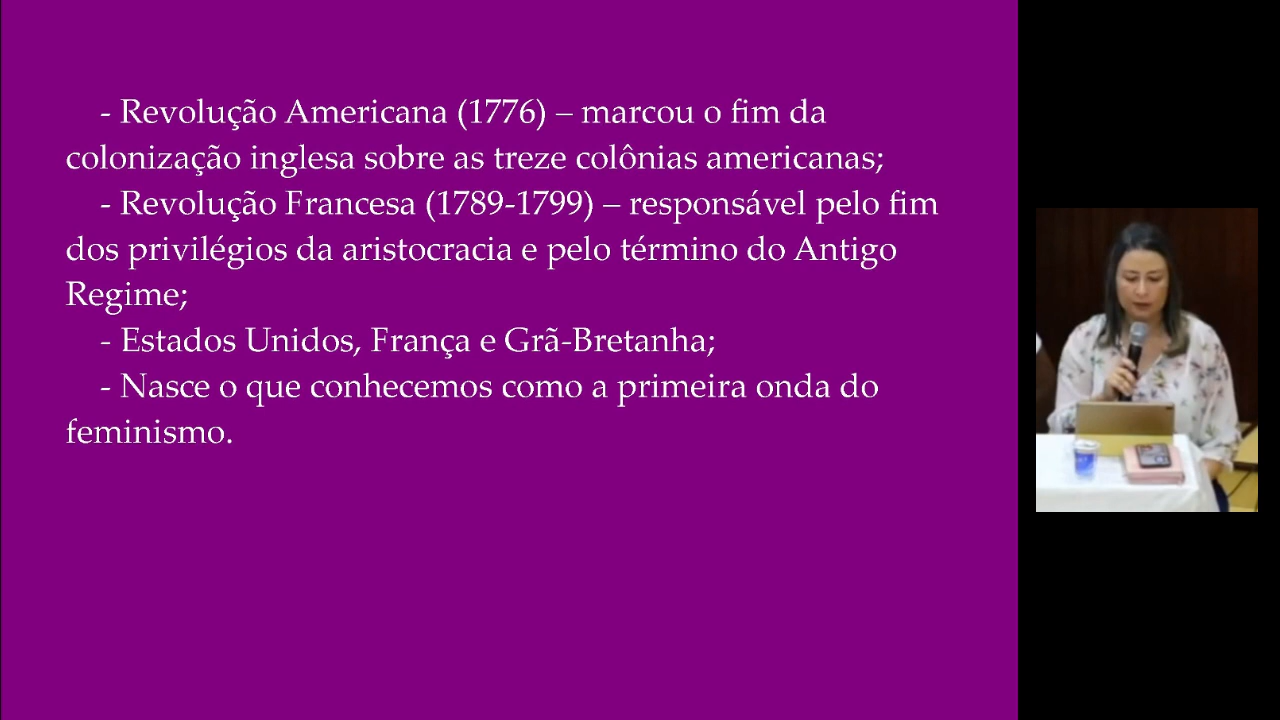 - Revolução Americana (1776) – marcou o fim da
colonização inglesa sobre as treze colônias americanas;
- Revolução Francesa (1789-1799) – responsável pelo fim
dos privilégios da aristocracia e pelo término do Antigo
Regime;
- Estados Unidos, França e Grã-Bretanha;
- Nasce o que conhecemos como a primeira onda do
feminismo.